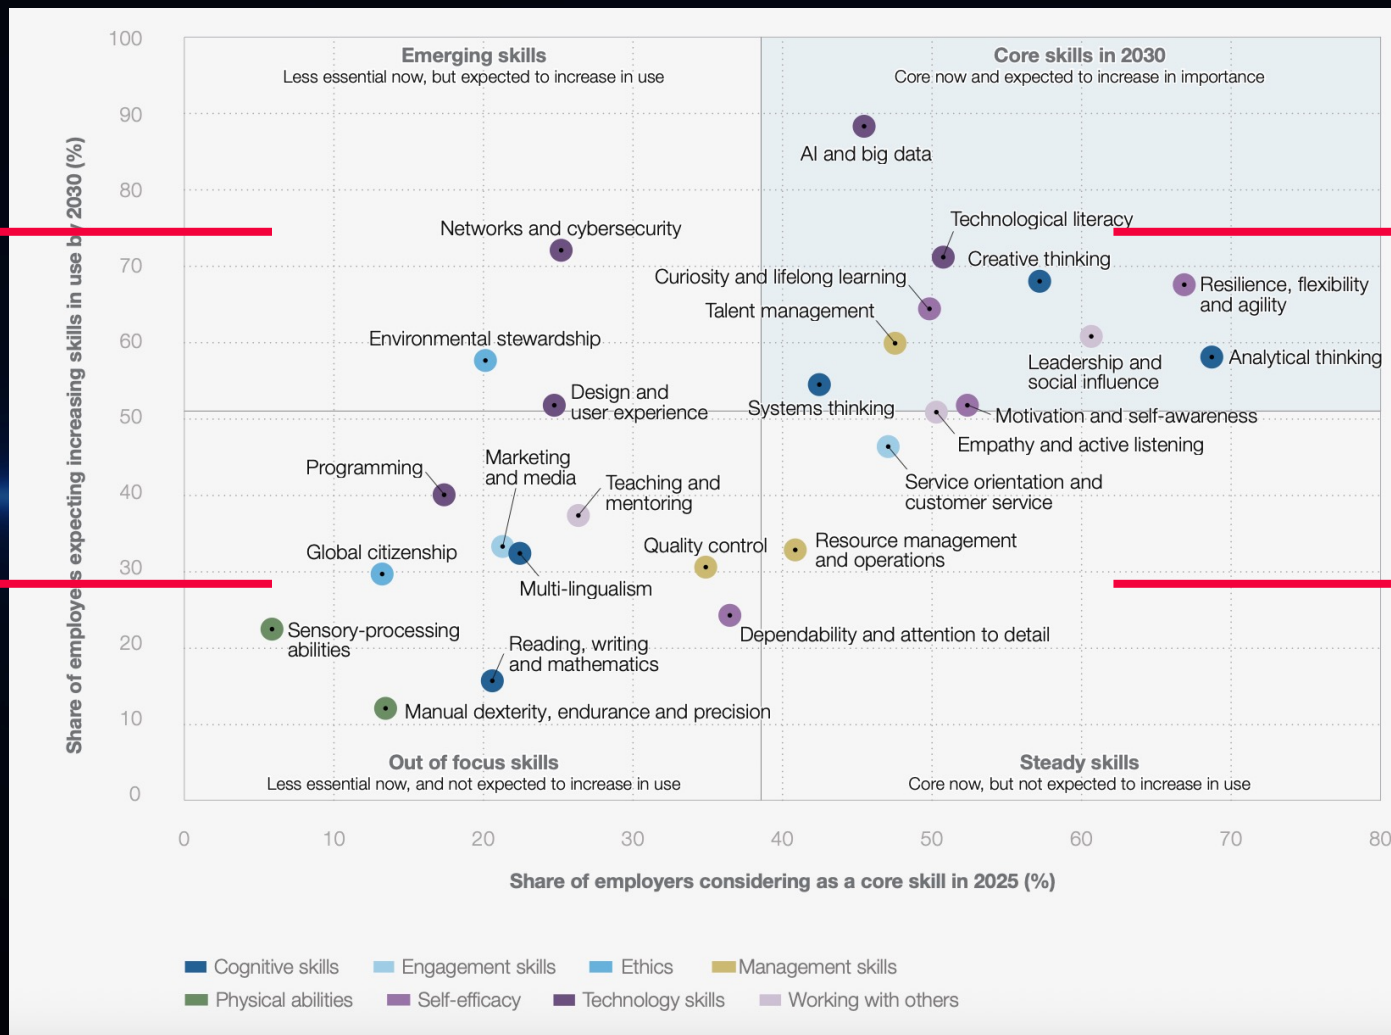 100
90
80
70
60
50
40
30
20
10
0
Share of employers expecting increasing skills in use by 2030 (%)
Emerging skills
Less essential now, but expected to increase in use
Core skills in 2030
Core now and expected to increase in importance
AI and big data
Networks and cybersecurity
Technological literacy
Creative thinking
Curiosity and lifelong learning
Resilience, flexibility
and agility
Talent management
Environmental stewardship
Leadership and
social influence
Analytical thinking
Design and
user experience
Systems thinking
Motivation and self-awareness
Empathy and active listening
Programming
Marketing
and media
Teaching and
mentoring
Service orientation and
customer service
Global citizenship
Quality control
Resource management
and operations
Multi-lingualism
Sensory-processing
abilities
Reading, writing
and mathematics
Dependability and attention to detail
Manual dexterity, endurance and precision
Out of focus skills
Less essential now, and not expected to increase in use
Steady skills
Core now, but not expected to increase in use
0 10 20 30 40 50 60 70 80
Share of employers considering as a core skill in 2025 (%)
Cognitive skills Engagement skills Ethics Management skills
Physical abilities Self-efficacy Technology skills Working with others